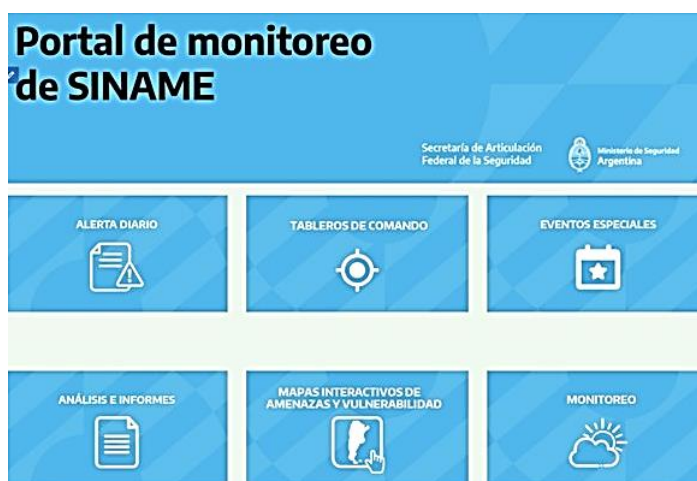 Portal de monitoreo
de SINAME
Secretaría de Articulación
Federal de la Seguridad
Ministerio de Seguridad
Argentina
ALERTA DIARIO
TABLEROS DE COMANDO
EVENTOS ESPECIALES
ANÁLISIS E INFORMES
MAPAS INTERACTIVOS DE
AMENAZAS Y VULNERABILIDAD
MONITOREO